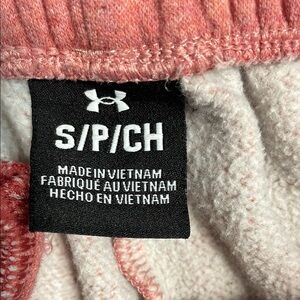 S/P/CH
MADE IN VIETNAM
FABRIQUÉ AU VIETNAM
HECHO EN VIETNAM